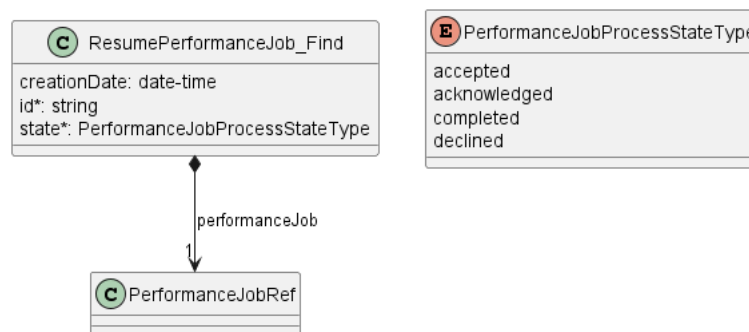 C ResumePerformanceJob_Find
creationDate: date-time
id*: string
state*: PerformanceJobProcessStateType
E PerformanceJobProcessStateType
accepted
acknowledged
completed
declined
performanceJob
1
C PerformanceJobRef